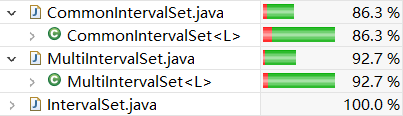 CommonIntervalSet.java 86.3 %
CommonIntervalSet<L> 86.3 %
MultiIntervalSet.java 92.7 %
MultiIntervalSet<L> 92.7 %
IntervalSet.java 100.0 %